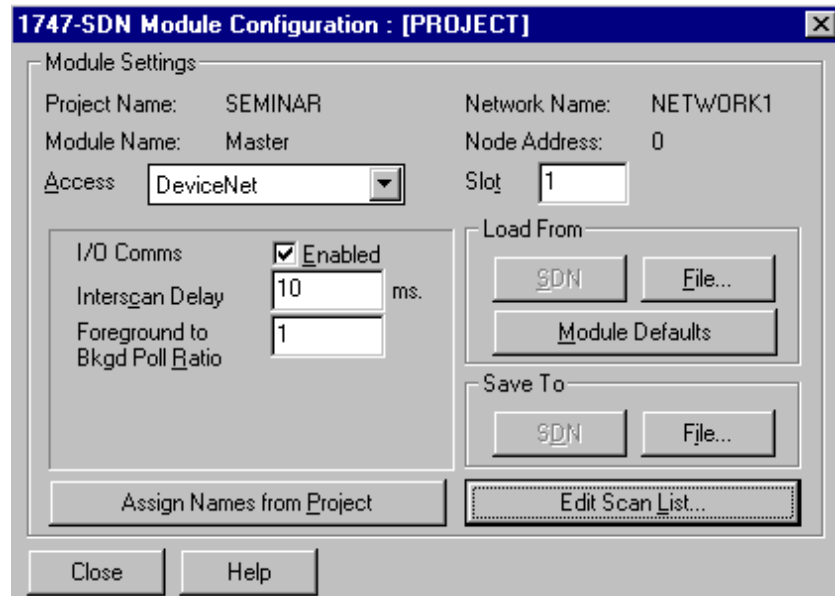 1747-SDN Module Configuration : [PROJECT]
Module Settings
Project Name: SEMINAR Network Name: NETWORK1
Module Name: Master Node Address: 0
Access DeviceNet Slot 1
I/O Comms Enabled
Interscan Delay 10 ms.
Foreground to
Bkgd Poll Ratio 1
Load From
SDN File...
Module Defaults
Save To
SDN File...
Assign Names from Project Edit Scan List...
Close Help